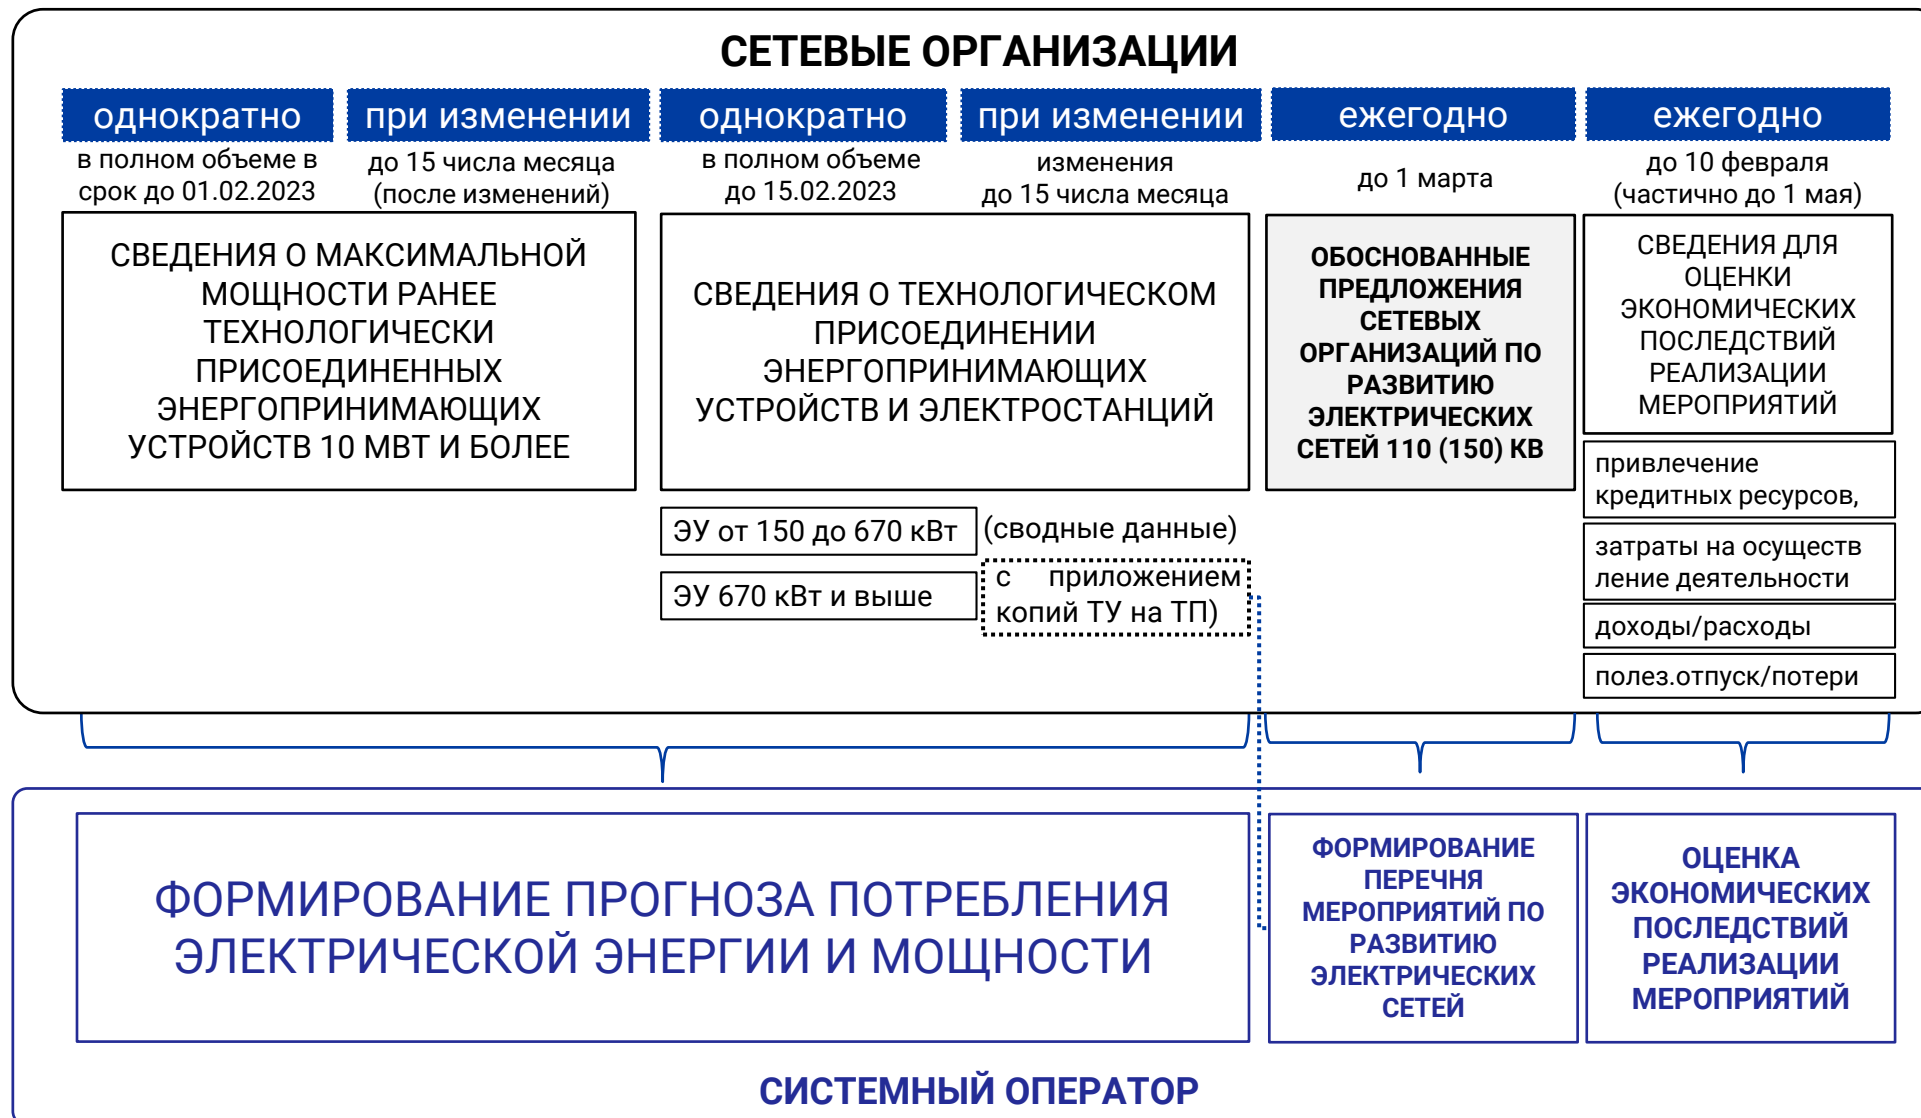 СЕТЕВЫЕ ОРГАНИЗАЦИИ
однократно
в полном объеме в
срок до 01.02.2023
при изменении
до 15 числа месяца
(после изменений)
СВЕДЕНИЯ О МАКСИМАЛЬНОЙ
МОЩНОСТИ РАНЕЕ
ТЕХНОЛОГИЧЕСКИ
ПРИСОЕДИНЕННЫХ
ЭНЕРГОПРИНИМАЮЩИХ
УСТРОЙСТВ 10 МВТ И БОЛЕЕ
однократно
в полном объеме
до 15.02.2023
при изменении
изменения
до 15 числа месяца
СВЕДЕНИЯ О ТЕХНОЛОГИЧЕСКОМ
ПРИСОЕДИНЕНИИ
ЭНЕРГОПРИНИМАЮЩИХ
УСТРОЙСТВ И ЭЛЕКТРОСТАНЦИЙ
ЭУ от 150 до 670 кВт
(сводные данные)
ЭУ 670 кВт и выше
с приложением
копий ТУ на ТП)
ежегодно
до 1 марта
ОБОСНОВАННЫЕ
ПРЕДЛОЖЕНИЯ
СЕТЕВЫХ
ОРГАНИЗАЦИЙ ПО
РАЗВИТИЮ
ЭЛЕКТРИЧЕСКИХ
СЕТЕЙ 110 (150) КВ
ежегодно
до 10 февраля
(частично до 1 мая)
СВЕДЕНИЯ ДЛЯ
ОЦЕНКИ
ЭКОНОМИЧЕСКИХ
ПОСЛЕДСТВИЙ
РЕАЛИЗАЦИИ
МЕРОПРИЯТИЙ
привлечение
кредитных ресурсов,
затраты на осуществ
ление деятельности
доходы/расходы
полез.отпуск/потери
ФОРМИРОВАНИЕ ПРОГНОЗА ПОТРЕБЛЕНИЯ
ЭЛЕКТРИЧЕСКОЙ ЭНЕРГИИ И МОЩНОСТИ
ФОРМИРОВАНИЕ
ПЕРЕЧНЯ
МЕРОПРИЯТИЙ ПО
РАЗВИТИЮ
ЭЛЕКТРИЧЕСКИХ
СЕТЕЙ
ОЦЕНКА
ЭКОНОМИЧЕСКИХ
ПОСЛЕДСТВИЙ
РЕАЛИЗАЦИИ
МЕРОПРИЯТИЙ
СИСТЕМНЫЙ ОПЕРАТОР